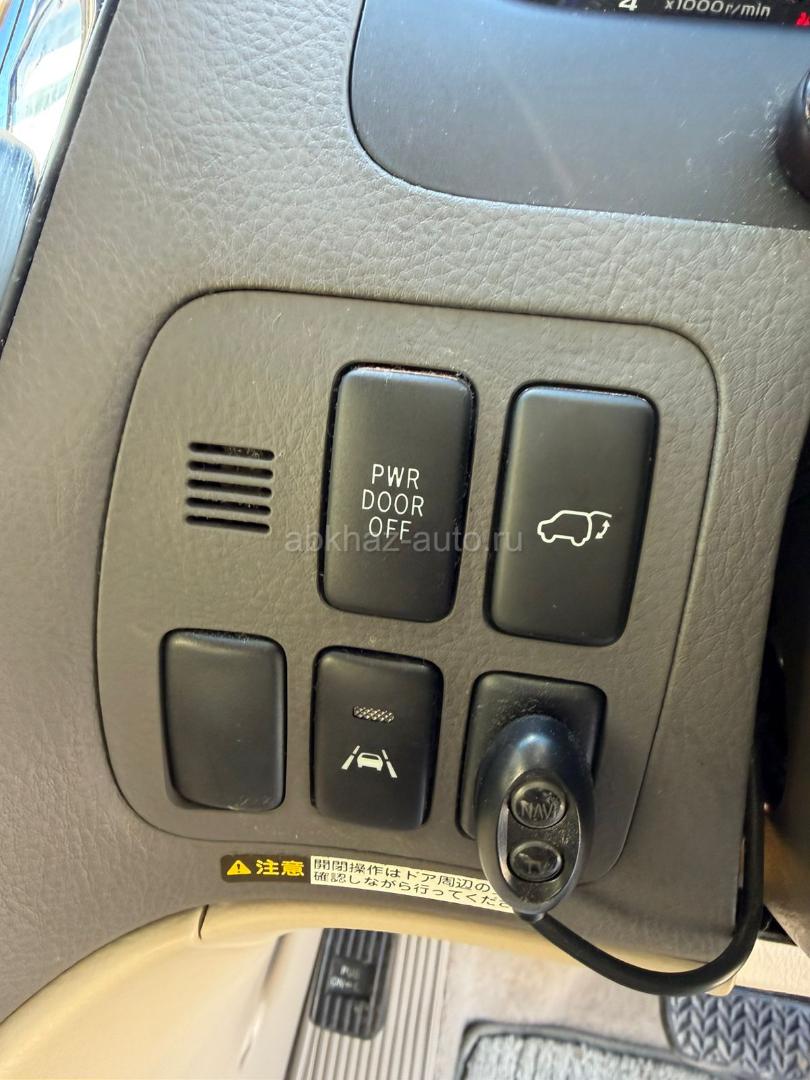 4 x1000r/min
PWR
DOOR
OFF
abkhaz-auto.ru
NAVI
注意 開閉操作はドア周辺の
確認しながら行ってくだ